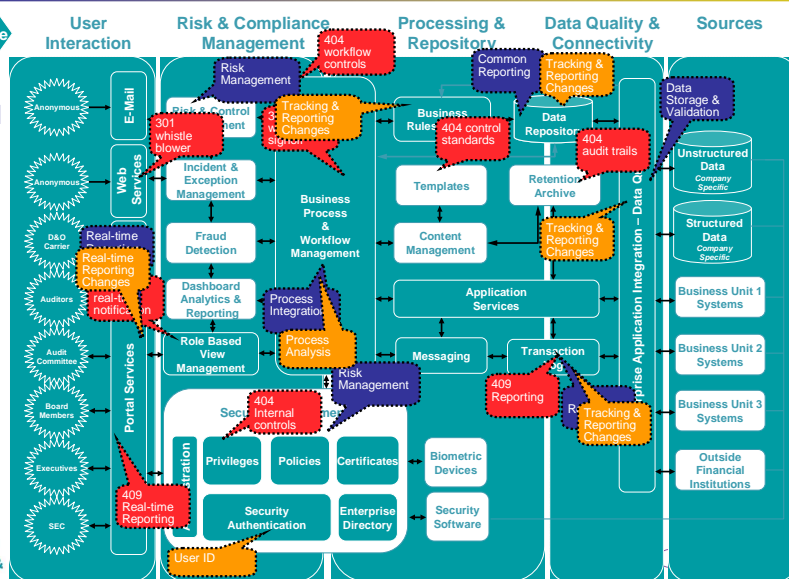 User
Interaction
Risk & Compliance
Management
Processing &
Repository
Data Quality &
Connectivity
Sources
Anonymous
Anonymous
D&O
Carrier
Auditors
Audit
Committee
Board
Members
Executives
SEC
E-Mail
Web
Services
Portal Services
301
whistle
blower
Real-time
Real-time
Reporting
Changes
notification
409
Real-time
Reporting
Risk
Management
404
workflow
controls
Risk & Control
Tracking &
Reporting
Changes
Incident &
Exception
Management
Fraud
Detection
Dashboard
Analytics &
Reporting
Role Based
View
Management
Business
Process
&
Workflow
Management
Process
Integration
Process
Analysis
Risk
Management
404
Internal
controls
Privileges
Policies
Certificates
Security
Authentication
Enterprise
Directory
User ID
Biometric
Devices
Security
Software
Common
Reporting
Tracking &
Reporting
Changes
Business
Rules
Data
Repository
404 control
standards
404
audit trails
Templates
Retention
Archive
Content
Management
Tracking &
Reporting
Changes
Application
Services
Messaging
Transaction
409
Reporting
Tracking &
Reporting
Changes
Application Integration – Data
Data
Storage &
Validation
Unstructured
Data
Company
Specific
Structured
Data
Company
Specific
Business Unit 1
Systems
Business Unit 2
Systems
Business Unit 3
Systems
Outside
Financial
Institutions
&